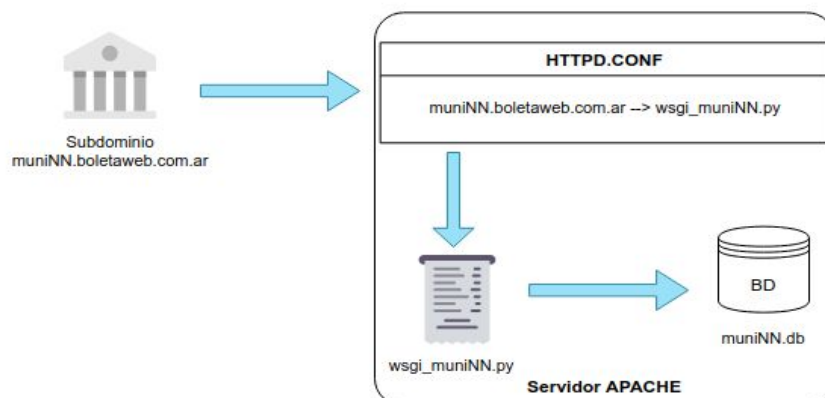 HTTPD.CONF
muniNN.boletaweb.com.ar --> wsgi_muniNN.py
Subdominio
muniNN.boletaweb.com.ar
BD
muniNN.db
wsgi_muniNN.py
Servidor APACHE